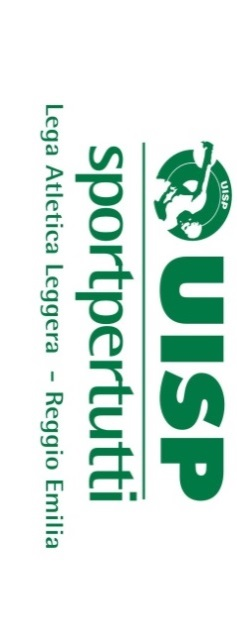 UISP
UISP
sportpertutti
Lega Atletica Leggera - Reggio Emilia